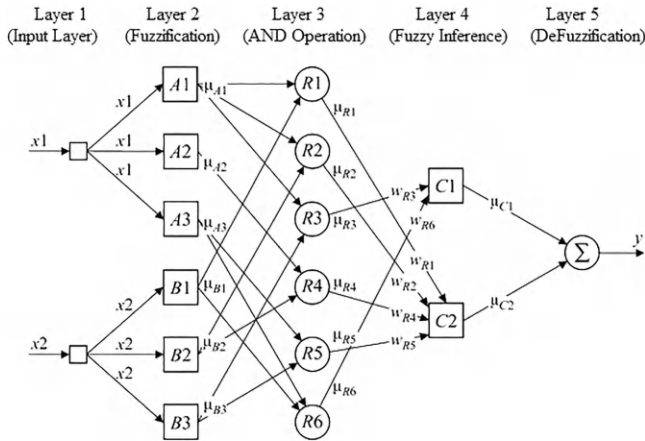 Layer 1 Layer 2 Layer 3 Layer 4 Layer 5
(Input Layer) (Fuzzification) (AND Operation) (Fuzzy Inference) (DeFuzzification)
A1 μA1 R1
x1 μR1
x1 x1 A2 μA2 R2 μR2
x1 wR3 C1 μC1
A3 μA3 R3 μR3 wR6
y
Σ
B1 μB1 R4 μR4 wR1
wR2
x2 wR4 C2 μC2
x2 x2 B2 μB2 R5 μR5 wR5
x2
B3 μB3 R6 μR6